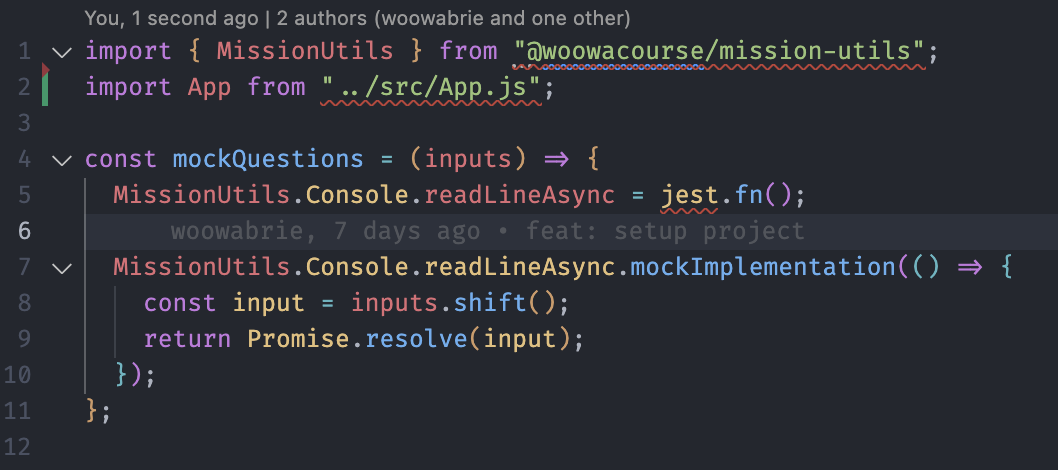 You, 1 second ago | 2 authors (woowabrie and one other)
1 import { MissionUtils } from "@woowacourse/mission-utils";
2 import App from "../src/App.js";
3
4 const mockQuestions = (inputs) => {
5 MissionUtils.Console.readLineAsync = jest.fn();
6 woowabrie, 7 days ago • feat: setup project
7 MissionUtils.Console.readLineAsync.mockImplementation(() => {
8 const input = inputs.shift();
9 return Promise.resolve(input);
10 });
11 };
12